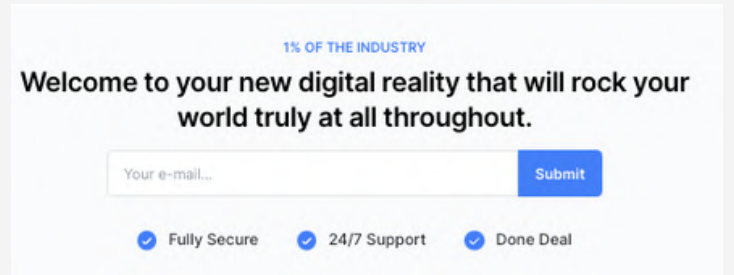 1% OF THE INDUSTRY
Welcome to your new digital reality that will rock your
world truly at all throughout.
Your e-mail...
Submit
Fully Secure
24/7 Support
Done Deal